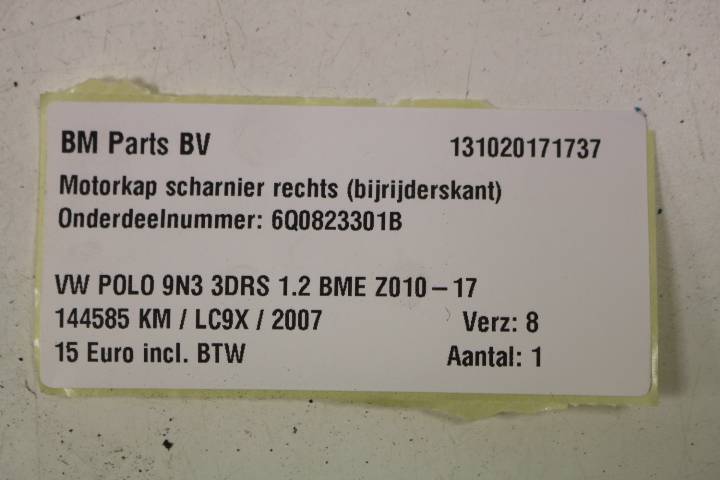 BM Parts BV 131020171737
Motorkap scharnier rechts (bijrijderskant)
Onderdeelnummer: 6Q0823301B
VW POLO 9N3 3DRS 1.2 BME Z010 – 17
144585 KM / LC9X / 2007 Verz: 8
15 Euro incl. BTW Aantal: 1